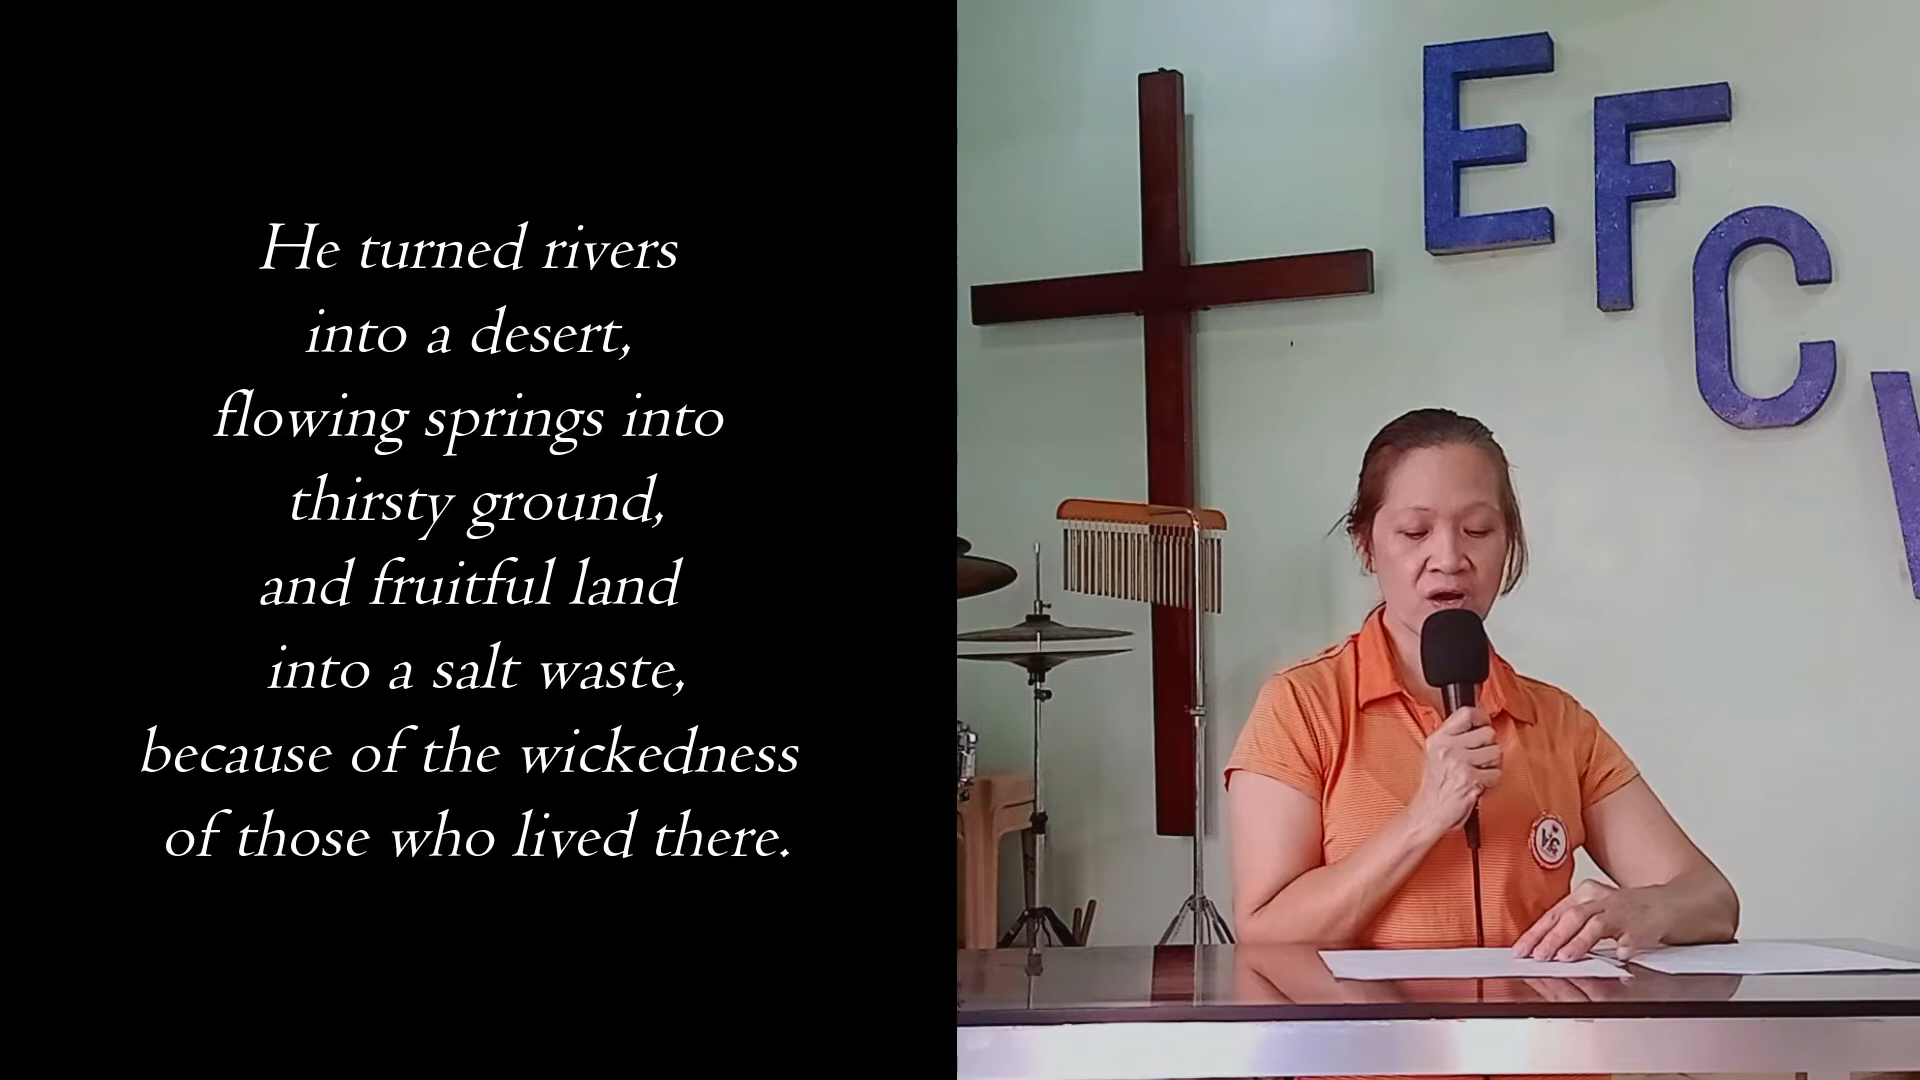 He turned rivers
into a desert,
flowing springs into
thirsty ground,
and fruitful land
into a salt waste,
because of the wickedness
of those who lived there.
E
F
C